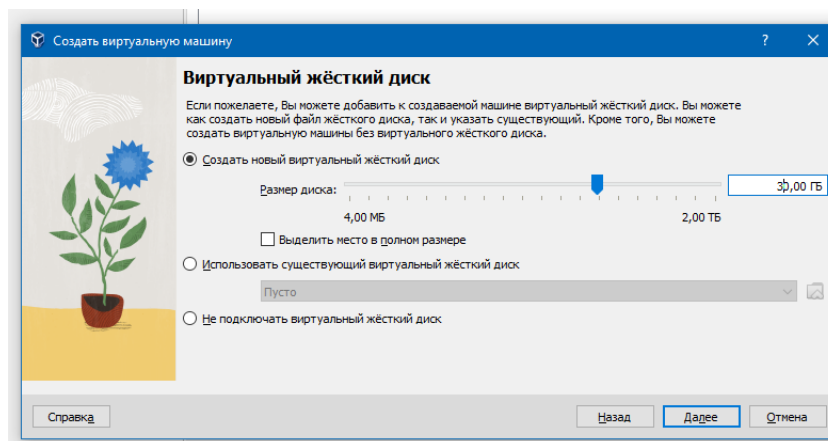 Создать виртуальную машину
?
Виртуальный жёсткий диск
Если пожелаете, Вы можете добавить к создаваемой машине виртуальный жёсткий диск. Вы можете
как создать новый файл жёсткого диска, так и указать существующий. Кроме того, Вы можете
создать виртуальную машины без виртуального жёсткого диска.
Создать новый виртуальный жёсткий диск
Размер диска: 30,00 ГБ
4,00 МБ 2,00 ТБ
Выделить место в полном размере
Использовать существующий виртуальный жёсткий диск
Пусто
Не подключать виртуальный жёсткий диск
Справка Назад Далее Отмена